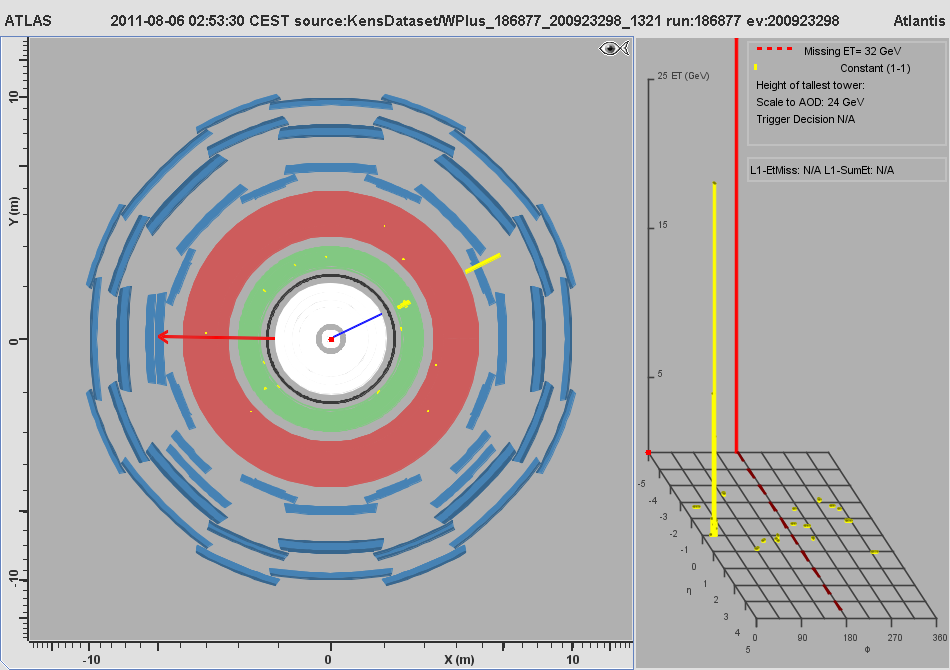 ATLAS 2011-08-06 02:53:30 CEST source:KensDataset/WPlus_186877_200923298_1321 run:186877 ev:200923298 Atlantis
Missing ET= 32 GeV
Constant (1-1)
Height of tallest tower:
Scale to AOD: 24 GeV
Trigger Decision N/A
L1-EtMiss: N/A L1-SumEt: N/A
10
Y (m)
0
-10
-10 0 X (m) 10
25 ET (GeV)
15
5
-5
-4
-3
-2
-1
0
η 1
2
3
4
5
0 90 180 270 360
Φ